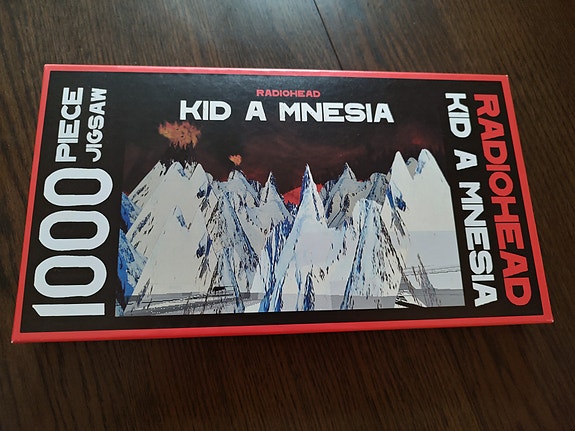 1000
PIECE
JIGSAW
RADIOHEAD
KID A MNESIA
RADIOHEAD
KID A MNESIA